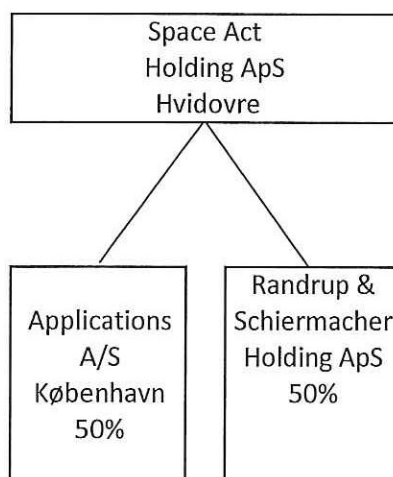 Space Act
Holding ApS
Hvidovre
Applications
A/S
København
50%
Randrup &
Schiermacher
Holding ApS
50%